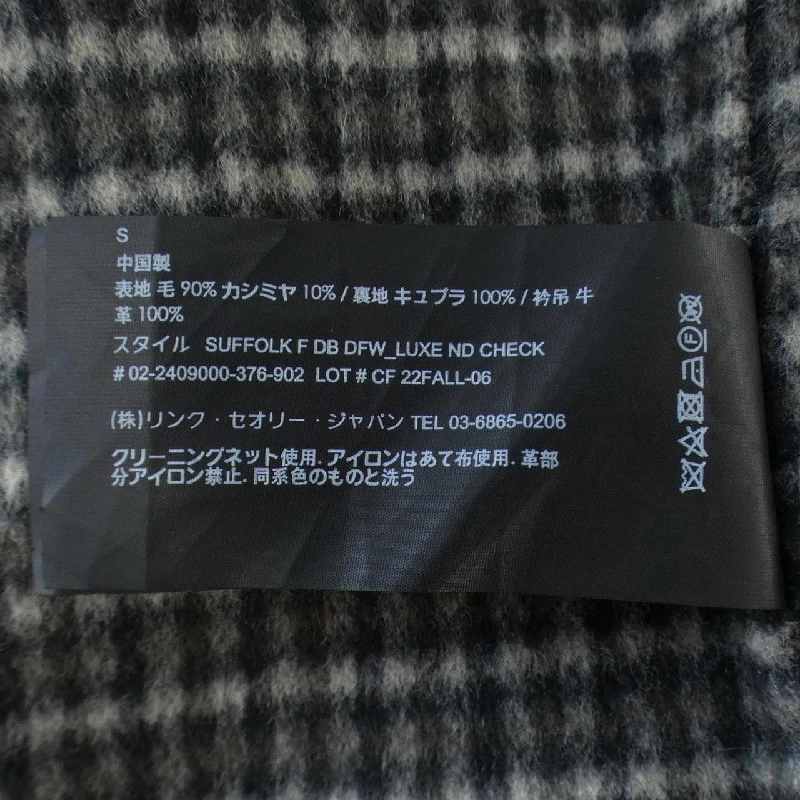 S
中国製
表地 毛 90% カシミヤ 10% / 裏地 キュプラ 100% / 衿吊 牛
革 100%
スタイル SUFFOLK F DB DFW_LUXE ND CHECK
# 02-2409000-376-902 LOT # CF 22FALL-06
(株)リンク・セオリー・ジャパン TEL 03-6865-0206
クリーニングネット使用. アイロンはあて布使用. 革部
分アイロン禁止. 同系色のものと洗う
F
W